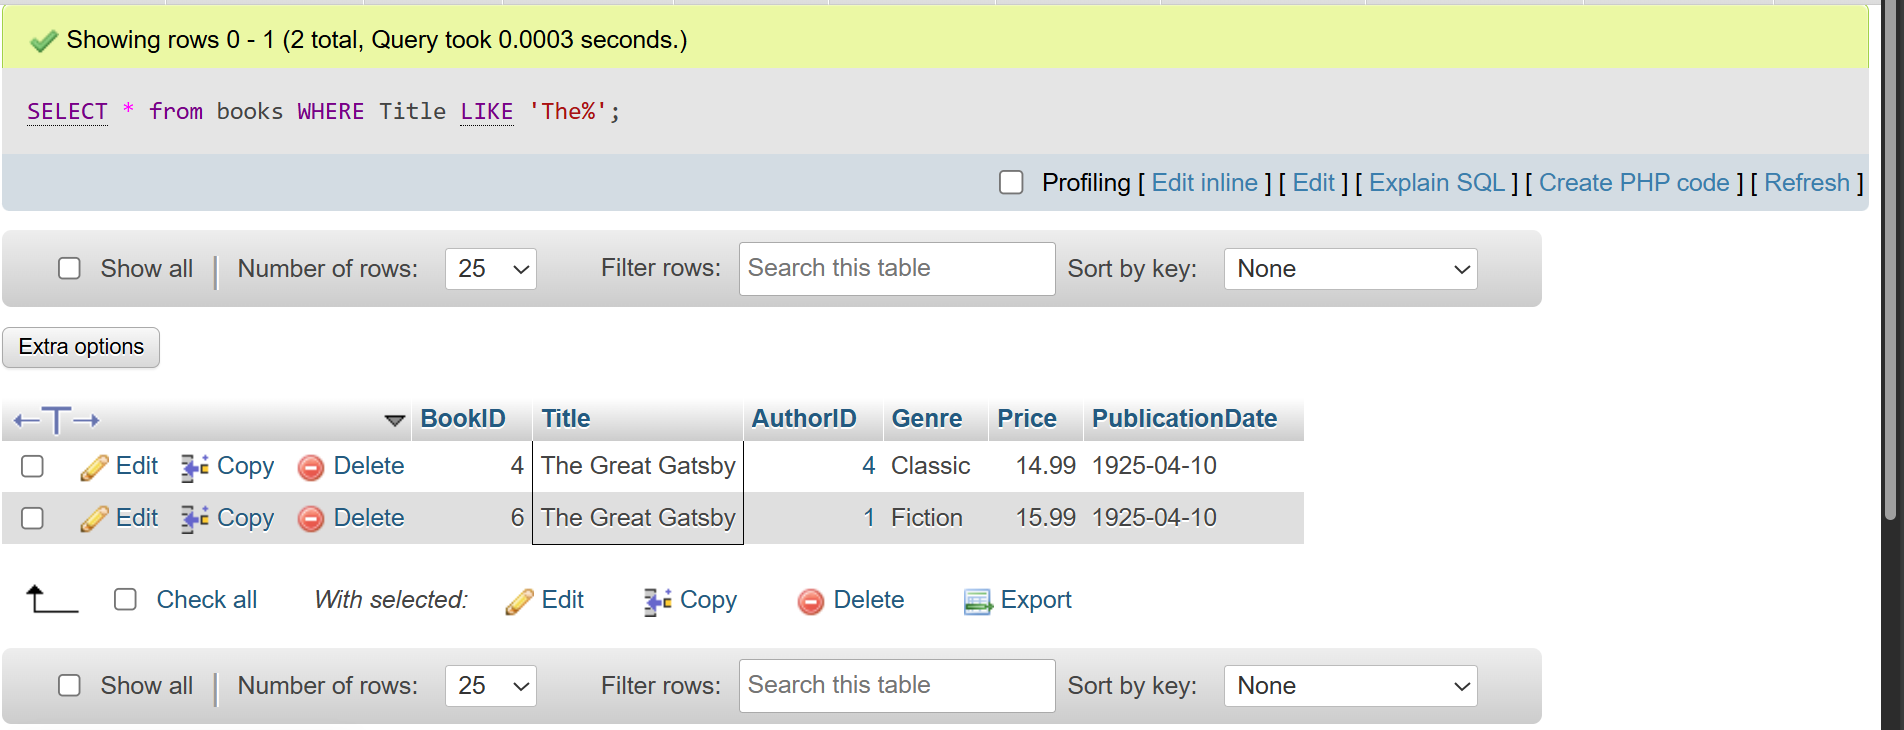 Showing rows 0 - 1 (2 total, Query took 0.0003 seconds.)
SELECT * from books WHERE Title LIKE 'The%';
Profiling [ Edit inline ] [ Edit ] [ Explain SQL ] [ Create PHP code ] [ Refresh ]
Show all | Number of rows: 25 Filter rows: Search this table Sort by key: None
Extra options
←T→ BookID Title AuthorID Genre Price PublicationDate
Edit Copy Delete 4 The Great Gatsby 4 Classic 14.99 1925-04-10
Edit Copy Delete 6 The Great Gatsby 1 Fiction 15.99 1925-04-10
Check all With selected: Edit Copy Delete Export
Show all | Number of rows: 25 Filter rows: Search this table Sort by key: None